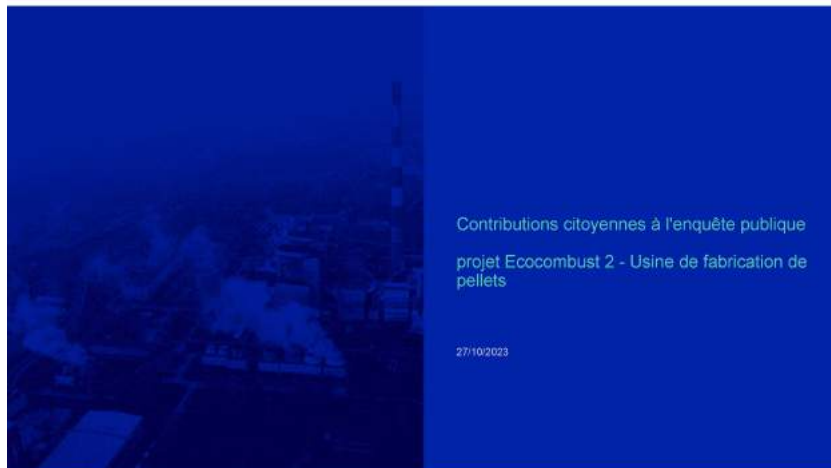 Contributions citoyennes à l'enquête publique
projet Ecocombust 2 - Usine de fabrication de
pellets
27/10/2023